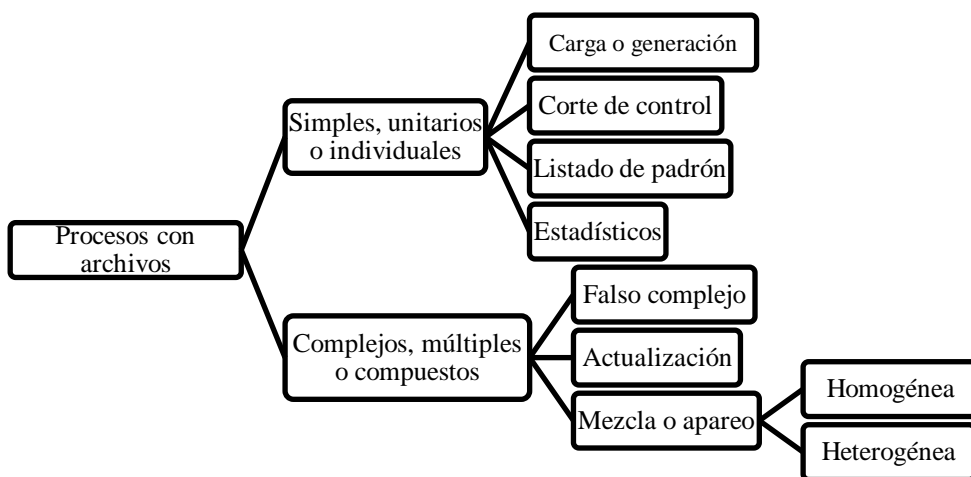 Procesos con
archivos
Simples, unitarios
o individuales
Carga o generación
Corte de control
Listado de padrón
Estadísticos
Complejos, múltiples
o compuestos
Falso complejo
Actualización
Mezcla o apareo
Homogénea
Heterogénea